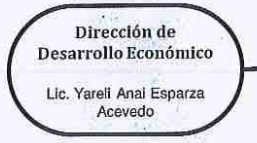 Dirección de
Desarrollo Económico
Lic. Yareli Anai Esparza
Acevedo